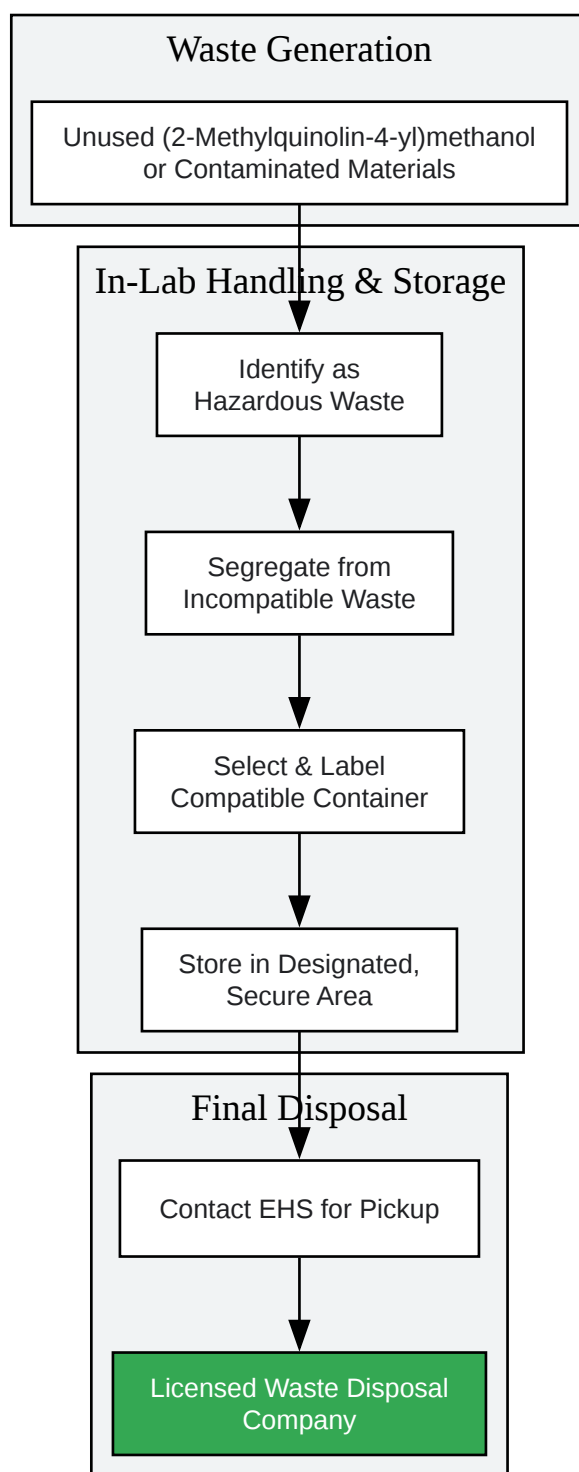 Waste Generation
Unused (2-Methylquinolin-4-yl)methanol
or Contaminated Materials
In-Lab Handling & Storage
Identify as
Hazardous Waste
Segregate from
Incompatible Waste
Select & Label
Compatible Container
Store in Designated,
Secure Area
Final Disposal
Contact EHS for Pickup
Licensed Waste Disposal
Company